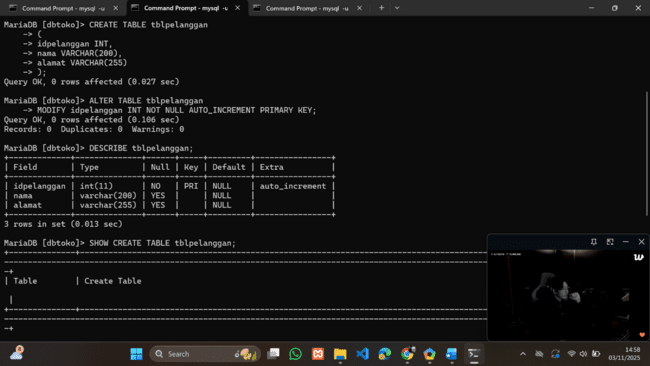 Command Prompt - mysql -u
Command Prompt - mysql -u
Command Prompt - mysql -u
MariaDB [dbtoko]> CREATE TABLE tblpelanggan
-> (
-> idpelanggan INT,
-> nama VARCHAR(200),
-> alamat VARCHAR(255)
-> );
Query OK, 0 rows affected (0.027 sec)
MariaDB [dbtoko]> ALTER TABLE tblpelanggan
-> MODIFY idpelanggan INT NOT NULL AUTO_INCREMENT PRIMARY KEY;
Query OK, 0 rows affected (0.106 sec)
Records: 0  Duplicates: 0  Warnings: 0
MariaDB [dbtoko]> DESCRIBE tblpelanggan;
+-------------+--------------+------+-----+---------+----------------+
| Field       | Type         | Null | Key | Default | Extra          |
+-------------+--------------+------+-----+---------+----------------+
| idpelanggan | int(11)      | NO   | PRI | NULL    | auto_increment |
| nama        | varchar(200) | YES  |     | NULL    |                |
| alamat      | varchar(255) | YES  |     | NULL    |                |
+-------------+--------------+------+-----+---------+----------------+
3 rows in set (0.013 sec)
MariaDB [dbtoko]> SHOW CREATE TABLE tblpelanggan;
| Table        | Create Table
Search
14:58
03/11/2025